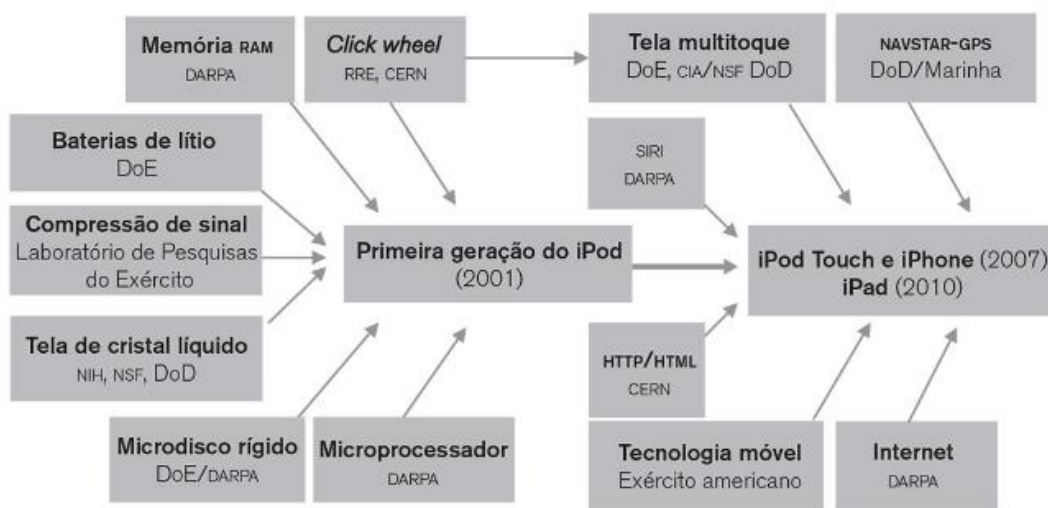 Memória RAM
DARPA
Click wheel
RRE, CERN
Tela multitoque
DoE, CIA/NSF DoD
NAVSTAR-GPS
DoD/Marinha
Baterias de lítio
DoE
SIRI
DARPA
Compressão de sinal
Laboratório de Pesquisas
do Exército
Primeira geração do iPod
(2001)
iPod Touch e iPhone (2007)
iPad (2010)
Tela de cristal líquido
NIH, NSF, DoD
HTTP/HTML
CERN
Microdisco rígido
DoE/DARPA
Microprocessador
DARPA
Tecnologia móvel
Exército americano
Internet
DARPA